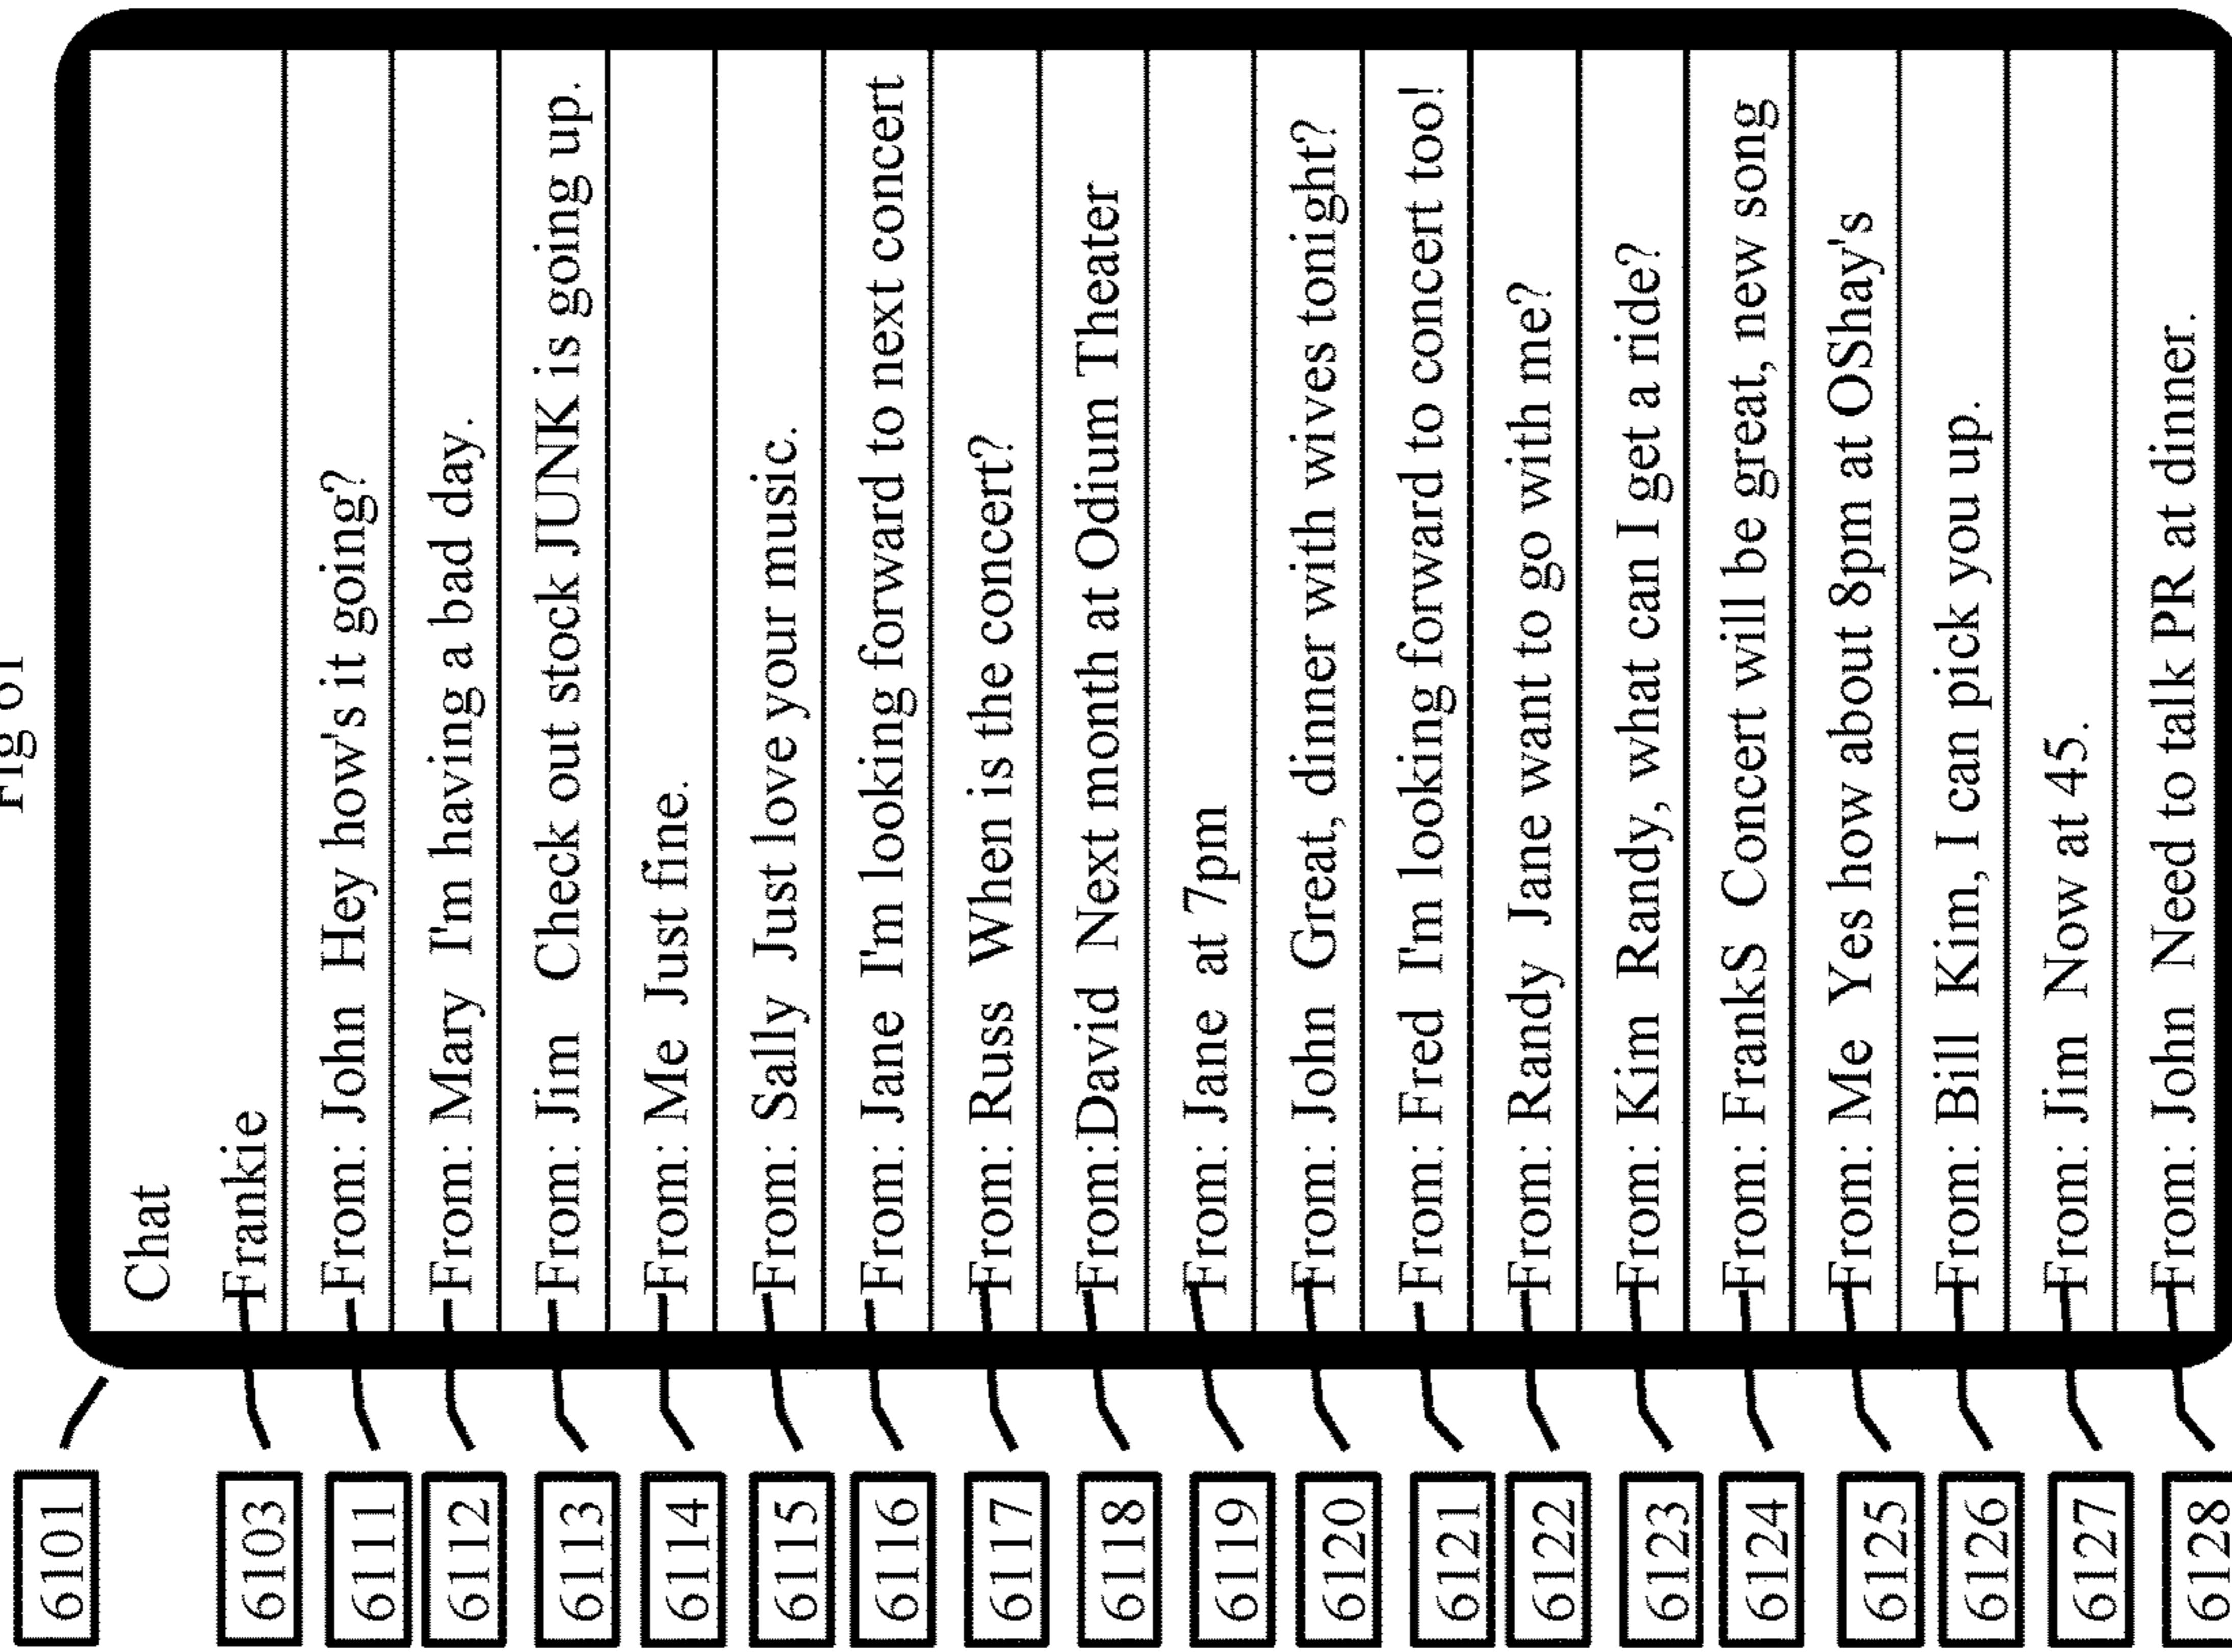 Fig 61
6101
Chat
6103 Frankie
6111 From: John Hey how's it going?
6112 From: Mary I'm having a bad day.
6113 From: Jim Check out stock JUNK is going up.
6114 From: Me Just fine.
6115 From: Sally Just love your music.
6116 From: Jane I'm looking forward to next concert
6117 From: Russ When is the concert?
6118 From:David Next month at Odium Theater
6119 From: Jane at 7pm
6120 From: John Great, dinner with wives tonight?
6121 From: Fred I'm looking forward to concert too!
6122 From: Randy Jane want to go with me?
6123 From: Kim Randy, what can I get a ride?
6124 From: FrankS Concert will be great, new song
6125 From: Me Yes how about 8pm at OShay's
6126 From: Bill Kim, I can pick you up.
6127 From: Jim Now at 45.
6128 From: John Need to talk PR at dinner.